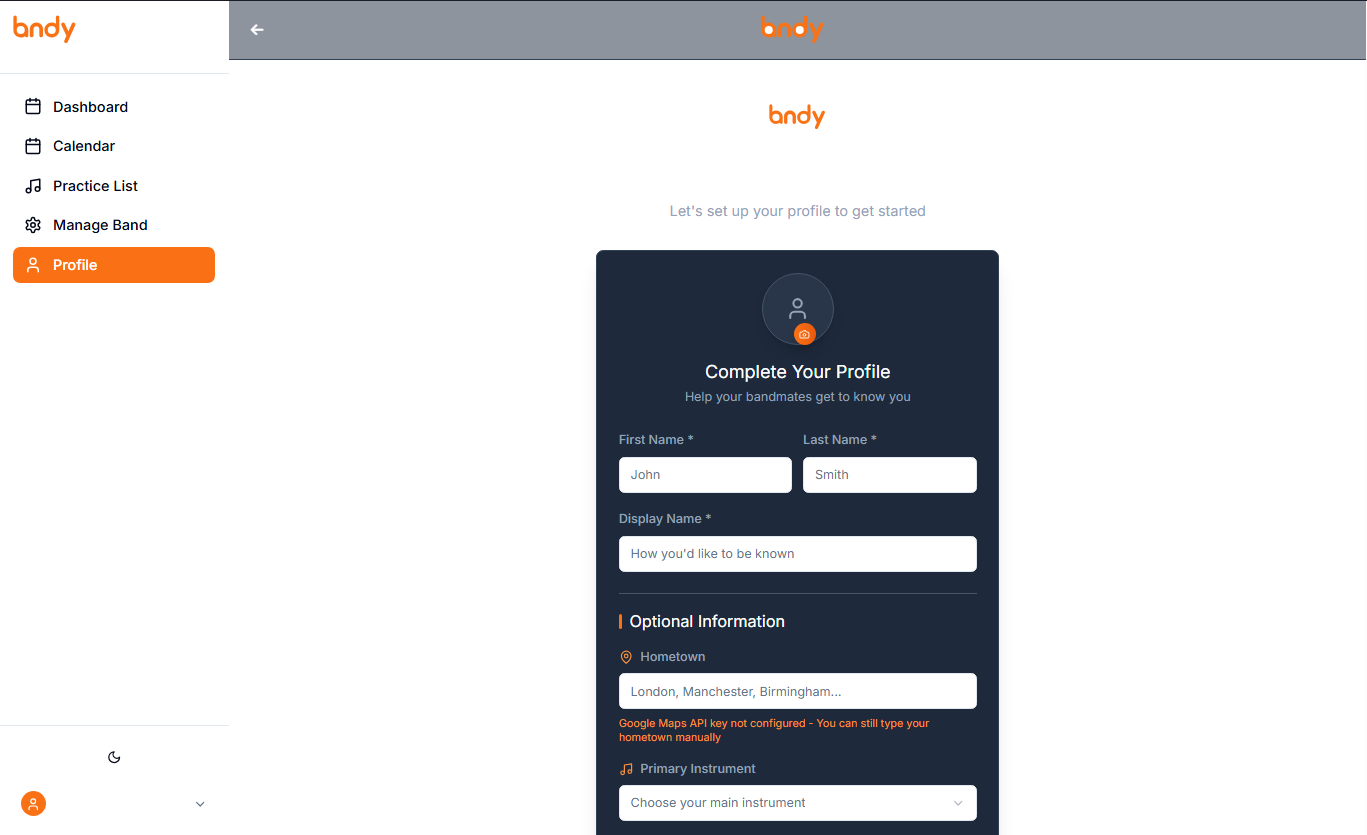 bndy
bndy
Dashboard
Calendar
Practice List
Manage Band
Profile
bndy
Let's set up your profile to get started
Complete Your Profile
Help your bandmates get to know you
First Name *
Last Name *
John
Smith
Display Name *
How you'd like to be known
Optional Information
Hometown
London, Manchester, Birmingham...
Google Maps API key not configured - You can still type your
hometown manually
Primary Instrument
Choose your main instrument